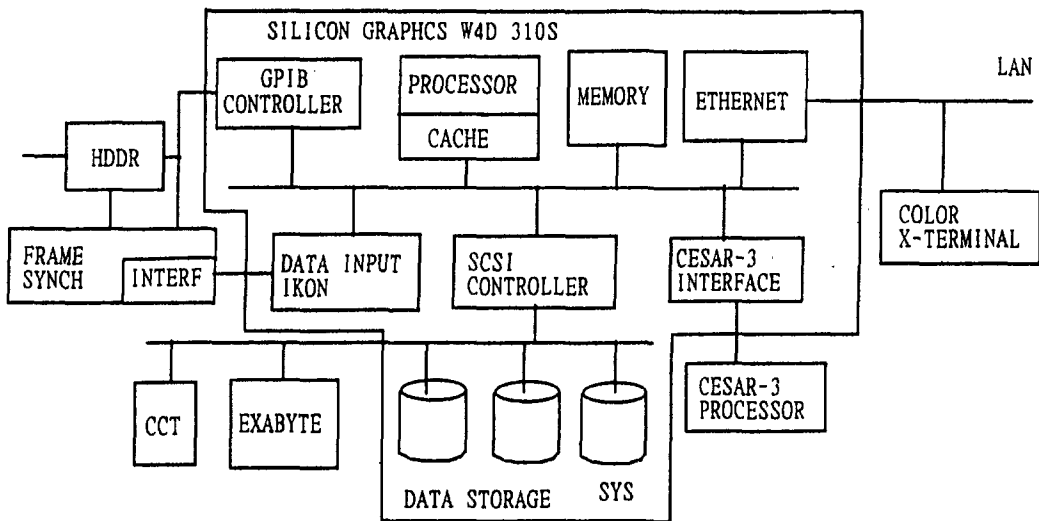 SILICON GRAPHCS W4D 310S
GPIB
CONTROLLER
PROCESSOR
CACHE
MEMORY
ETHERNET
LAN
HDDR
FRAME
SYNCH
INTERF
DATA INPUT
IKON
SCSI
CONTROLLER
CESAR-3
INTERFACE
COLOR
X-TERMINAL
CCT
EXABYTE
CESAR-3
PROCESSOR
DATA STORAGE
SYS